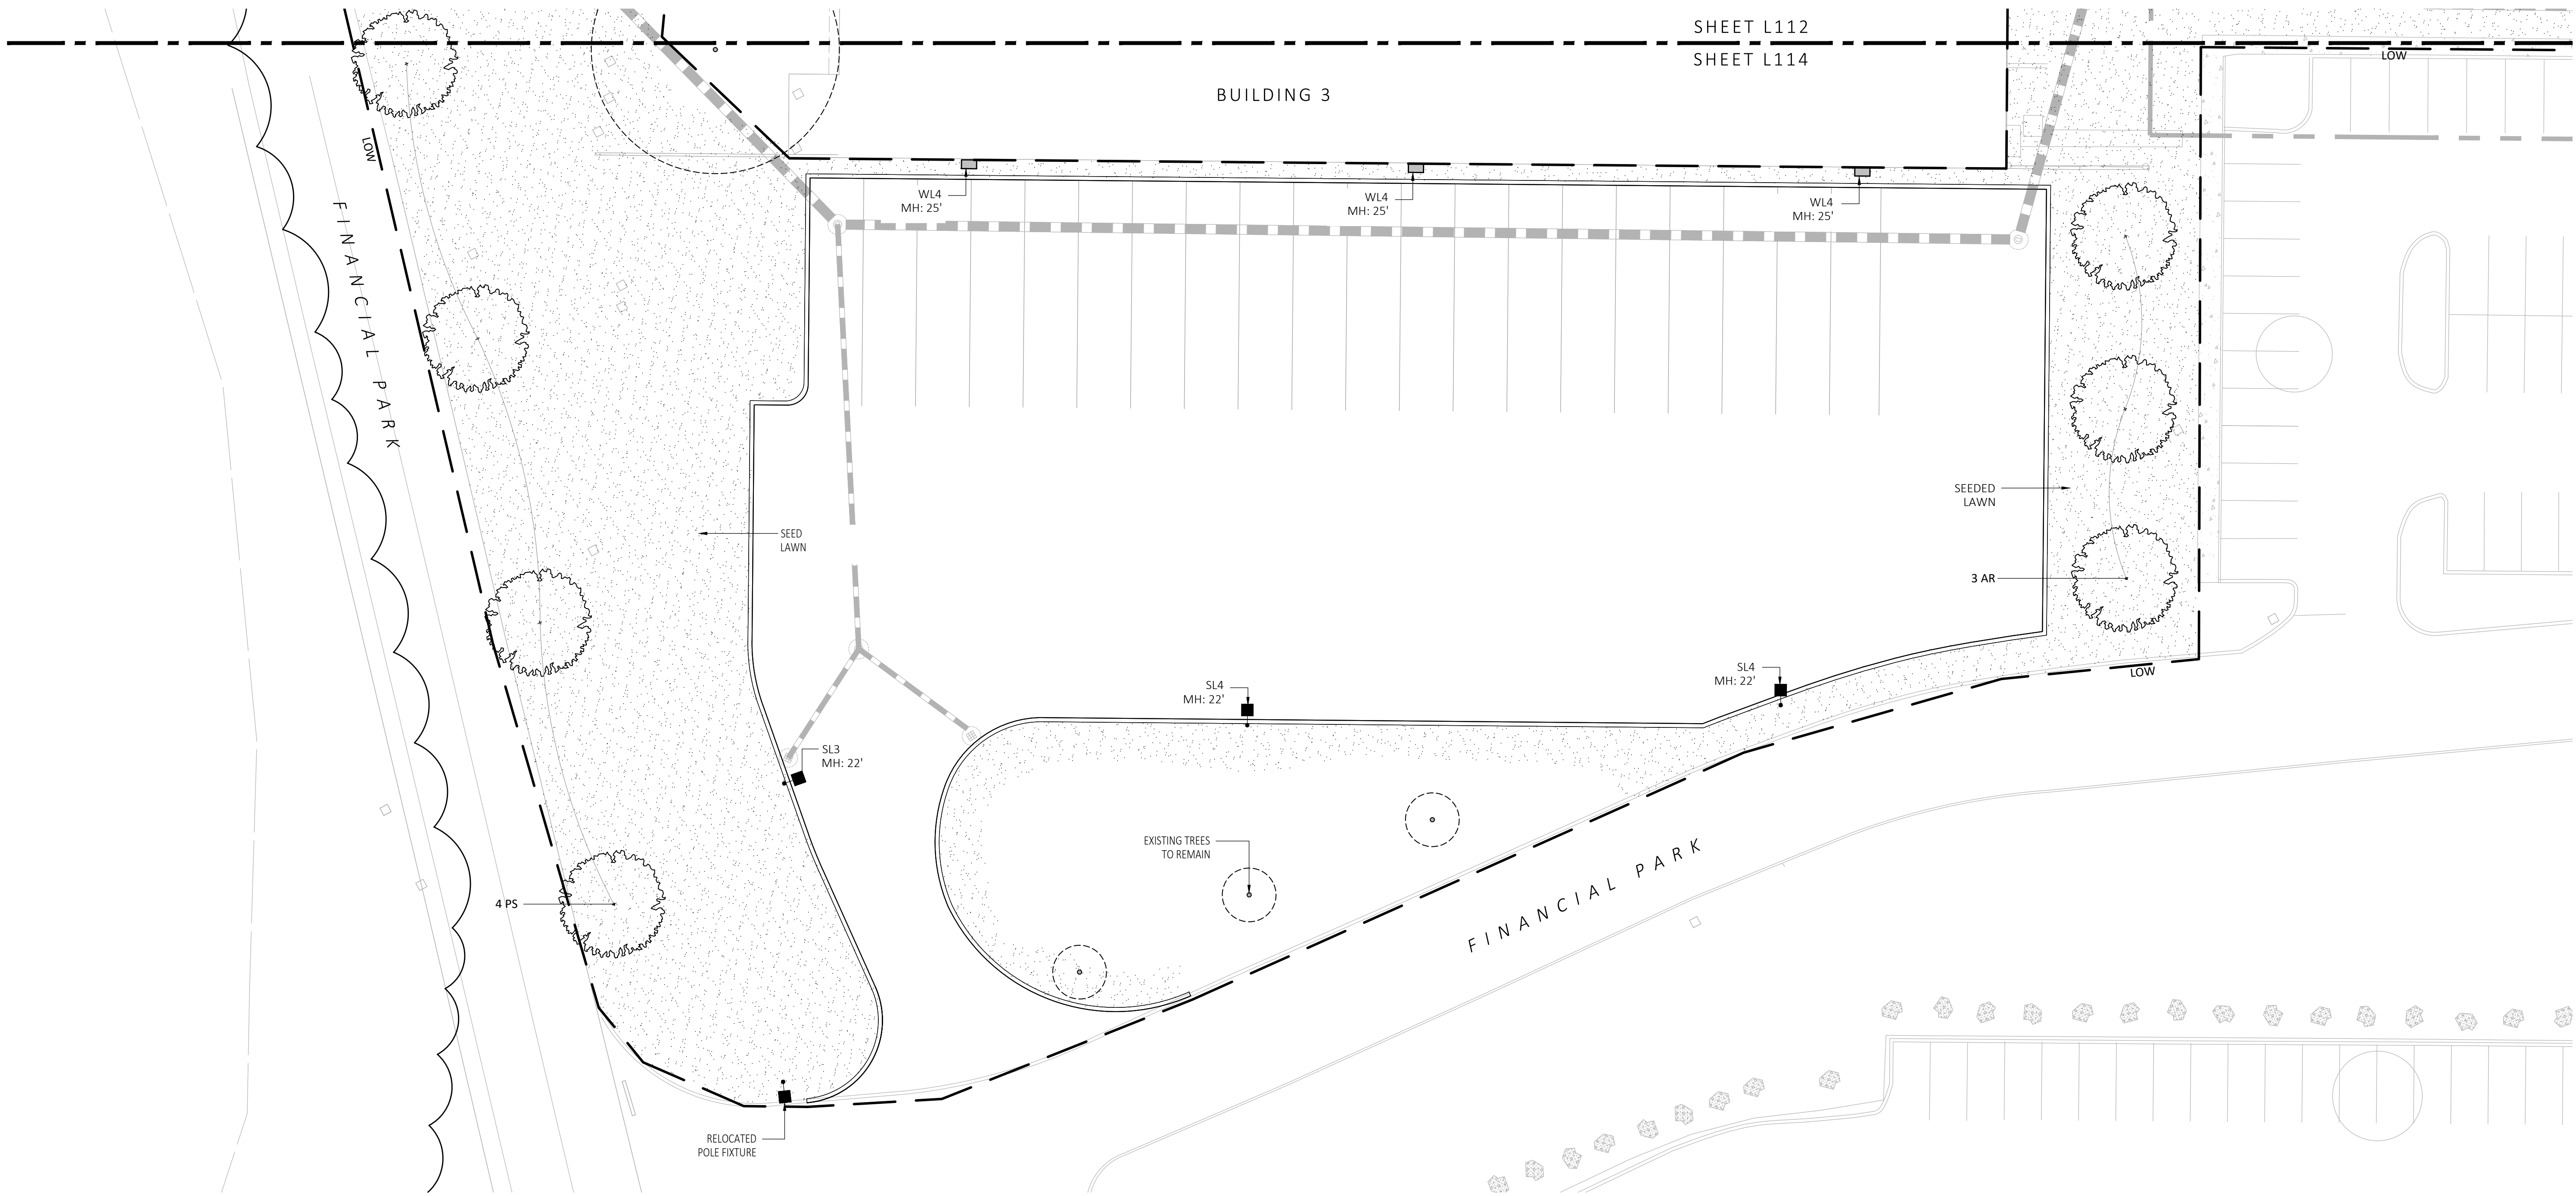 SHEET L112
SHEET L114
LOW
BUILDING 3
LOW
WL4
MH: 25'
WL4
MH: 25'
WL4
MH: 25'
FINANCIAL PARK
SEEDED
LAWN
SEED
LAWN
3 AR
SL4
MH: 22'
LOW
SL4
MH: 22'
SL3
MH: 22'
EXISTING TREES
TO REMAIN
FINANCIAL PARK
4 PS
RELOCATED
POLE FIXTURE